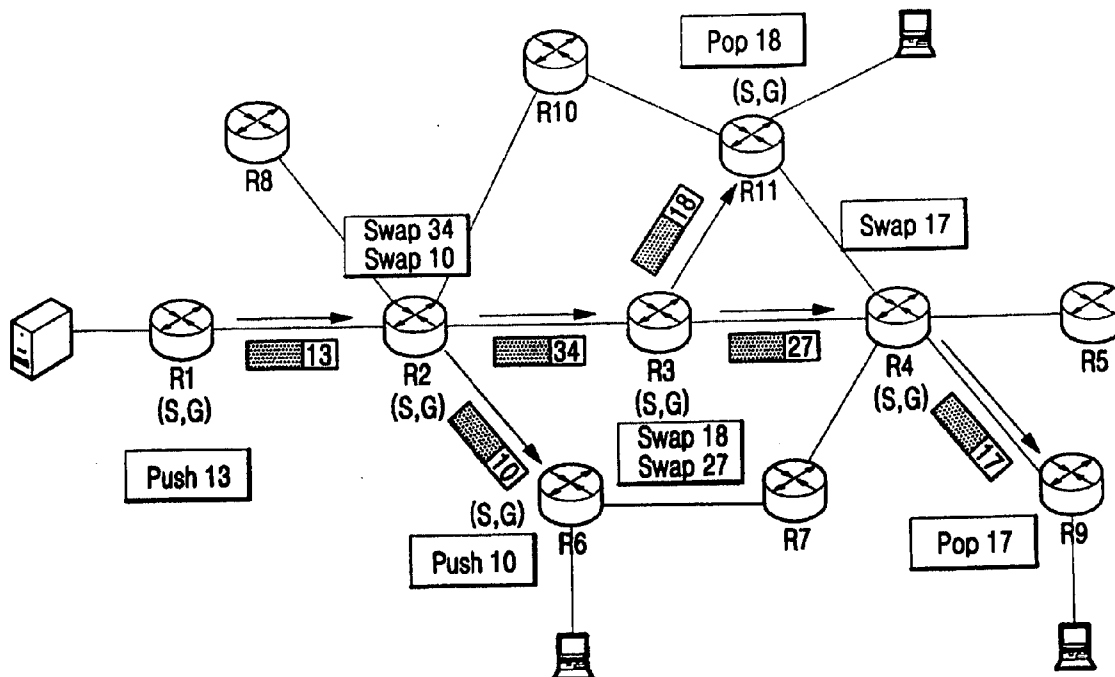 Pop 18
(S,G)
R10
R11
R8
18
Swap 34
Swap 10
Swap 17
13
34
27
R1
(S,G)
R2
(S,G)
R3
(S,G)
R4
(S,G)
R5
Push 13
10
Swap 18
Swap 27
17
(S,G)
R6
R7
R9
Push 10
Pop 17